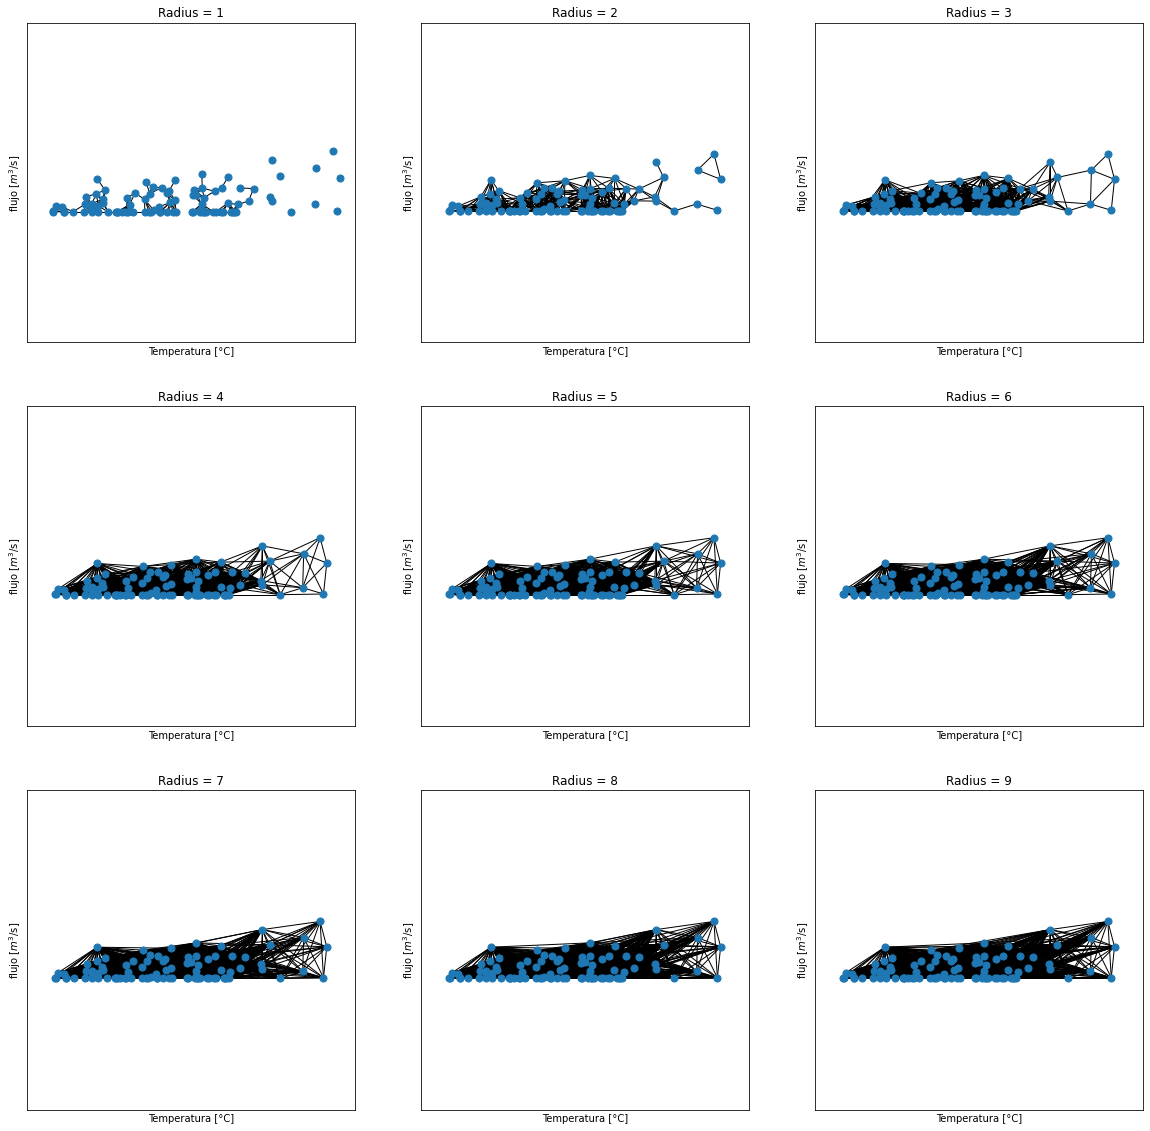 Radius = 1
Radius = 2
Radius = 3
flujo [m³/s]
flujo [m³/s]
flujo [m³/s]
Temperatura [°C]
Temperatura [°C]
Temperatura [°C]
Radius = 4
Radius = 5
Radius = 6
flujo [m³/s]
flujo [m³/s]
flujo [m³/s]
Temperatura [°C]
Temperatura [°C]
Temperatura [°C]
Radius = 7
Radius = 8
Radius = 9
flujo [m³/s]
flujo [m³/s]
flujo [m³/s]
Temperatura [°C]
Temperatura [°C]
Temperatura [°C]